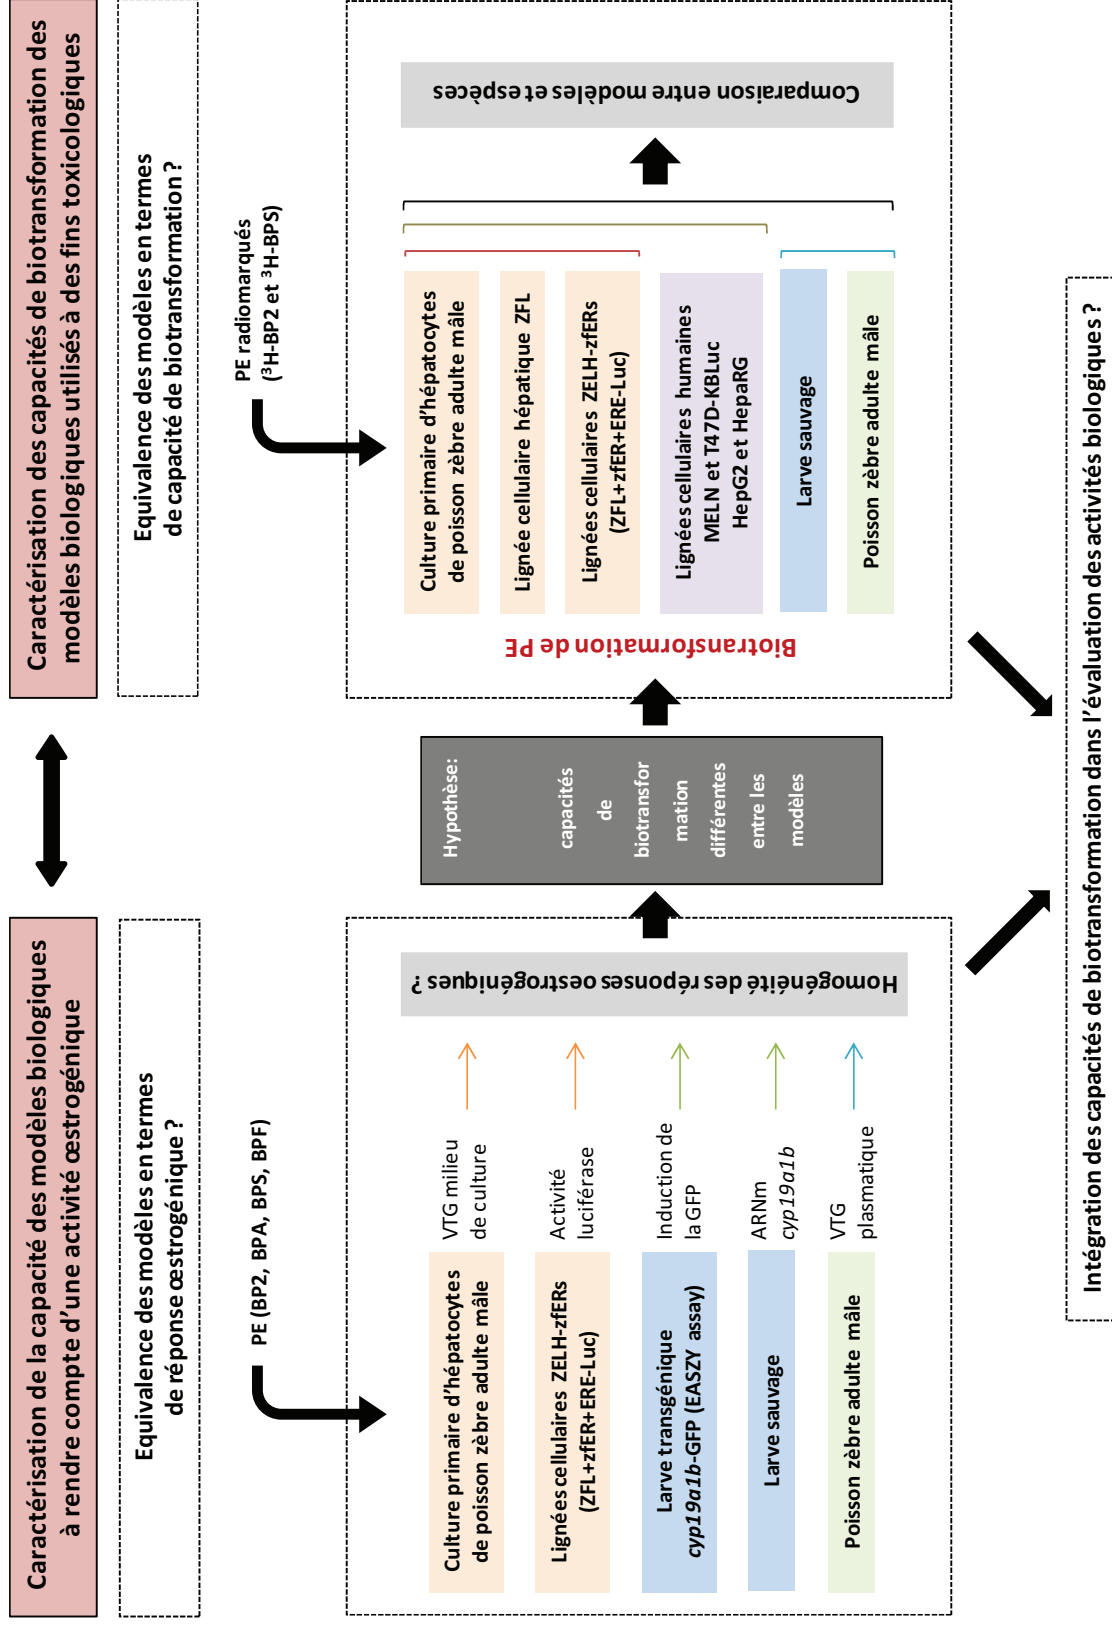 Caractérisation de la capacité des modèles biologiques
à rendre compte d'une activité œstrogénique
Equivalence des modèles en termes
de réponse œstrogénique ?
PE (BP2, BPA, BPS, BPF)
Culture primaire d'hépatocytes
de poisson zèbre adulte mâle
VTG milieu
de culture
Lignées cellulaires ZELH-zfERs
(ZFL+zfER+ERE-Luc)
Activité
luciférase
Larve transgénique
cyp19a1b-GFP (EASZY assay)
Induction de
la GFP
Larve sauvage
ARNm
cyp19a1b
Poisson zèbre adulte mâle
VTG
plasmatique
Homogénéité des réponses oestrogéniques ?
Hypothèse:
capacités
de
biotransfor
mation
différentes
entre les
modèles
Caractérisation des capacités de biotransformation des
modèles biologiques utilisés à des fins toxicologiques
Equivalence des modèles en termes
de capacité de biotransformation ?
PE radiomarqués
(³H-BP2 et ³H-BPS)
Biotransformation de PE
Culture primaire d'hépatocytes
de poisson zèbre adulte mâle
Lignée cellulaire hépatique ZFL
Lignées cellulaires ZELH-zfERs
(ZFL+zfER+ERE-Luc)
Lignées cellulaires humaines
MELN et T47D-KBLuc
HepG2 et HepaRG
Larve sauvage
Poisson zèbre adulte mâle
Comparaison entre modèles et espèces
Intégration des capacités de biotransformation dans l'évaluation des activités biologiques ?